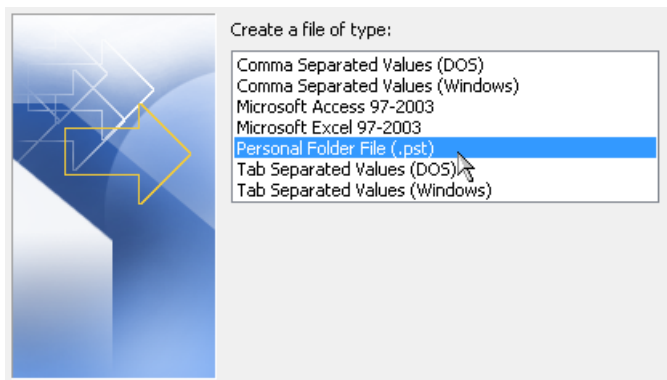 Create a file of type:
Comma Separated Values (DOS)
Comma Separated Values (Windows)
Microsoft Access 97-2003
Microsoft Excel 97-2003
Personal Folder File (.pst)
Tab Separated Values (DOS)
Tab Separated Values (Windows)